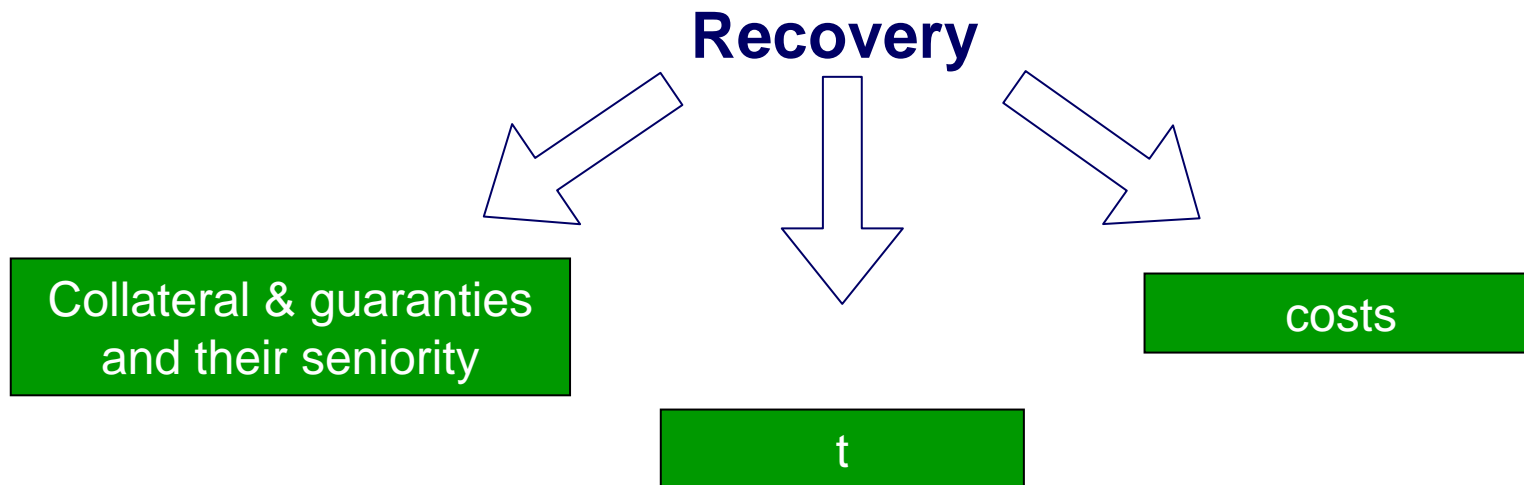 Recovery
Collateral & guaranties
and their seniority
costs
t